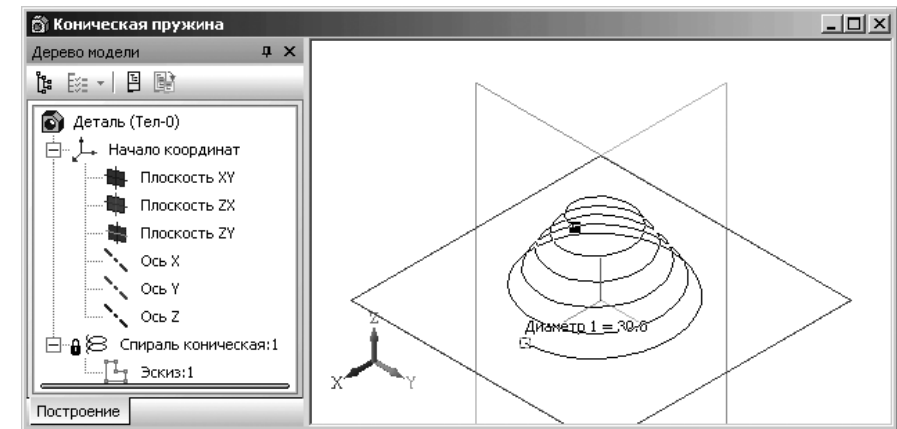 Коническая пружина
Дерево модели
Деталь (Тел-0)
Начало координат
Плоскость XY
Плоскость ZX
Плоскость ZY
Ось X
Ось Y
Ось Z
Спираль коническая:1
Эскиз:1
Построение
Диаметр 1 = 30.0
Z
X
Y